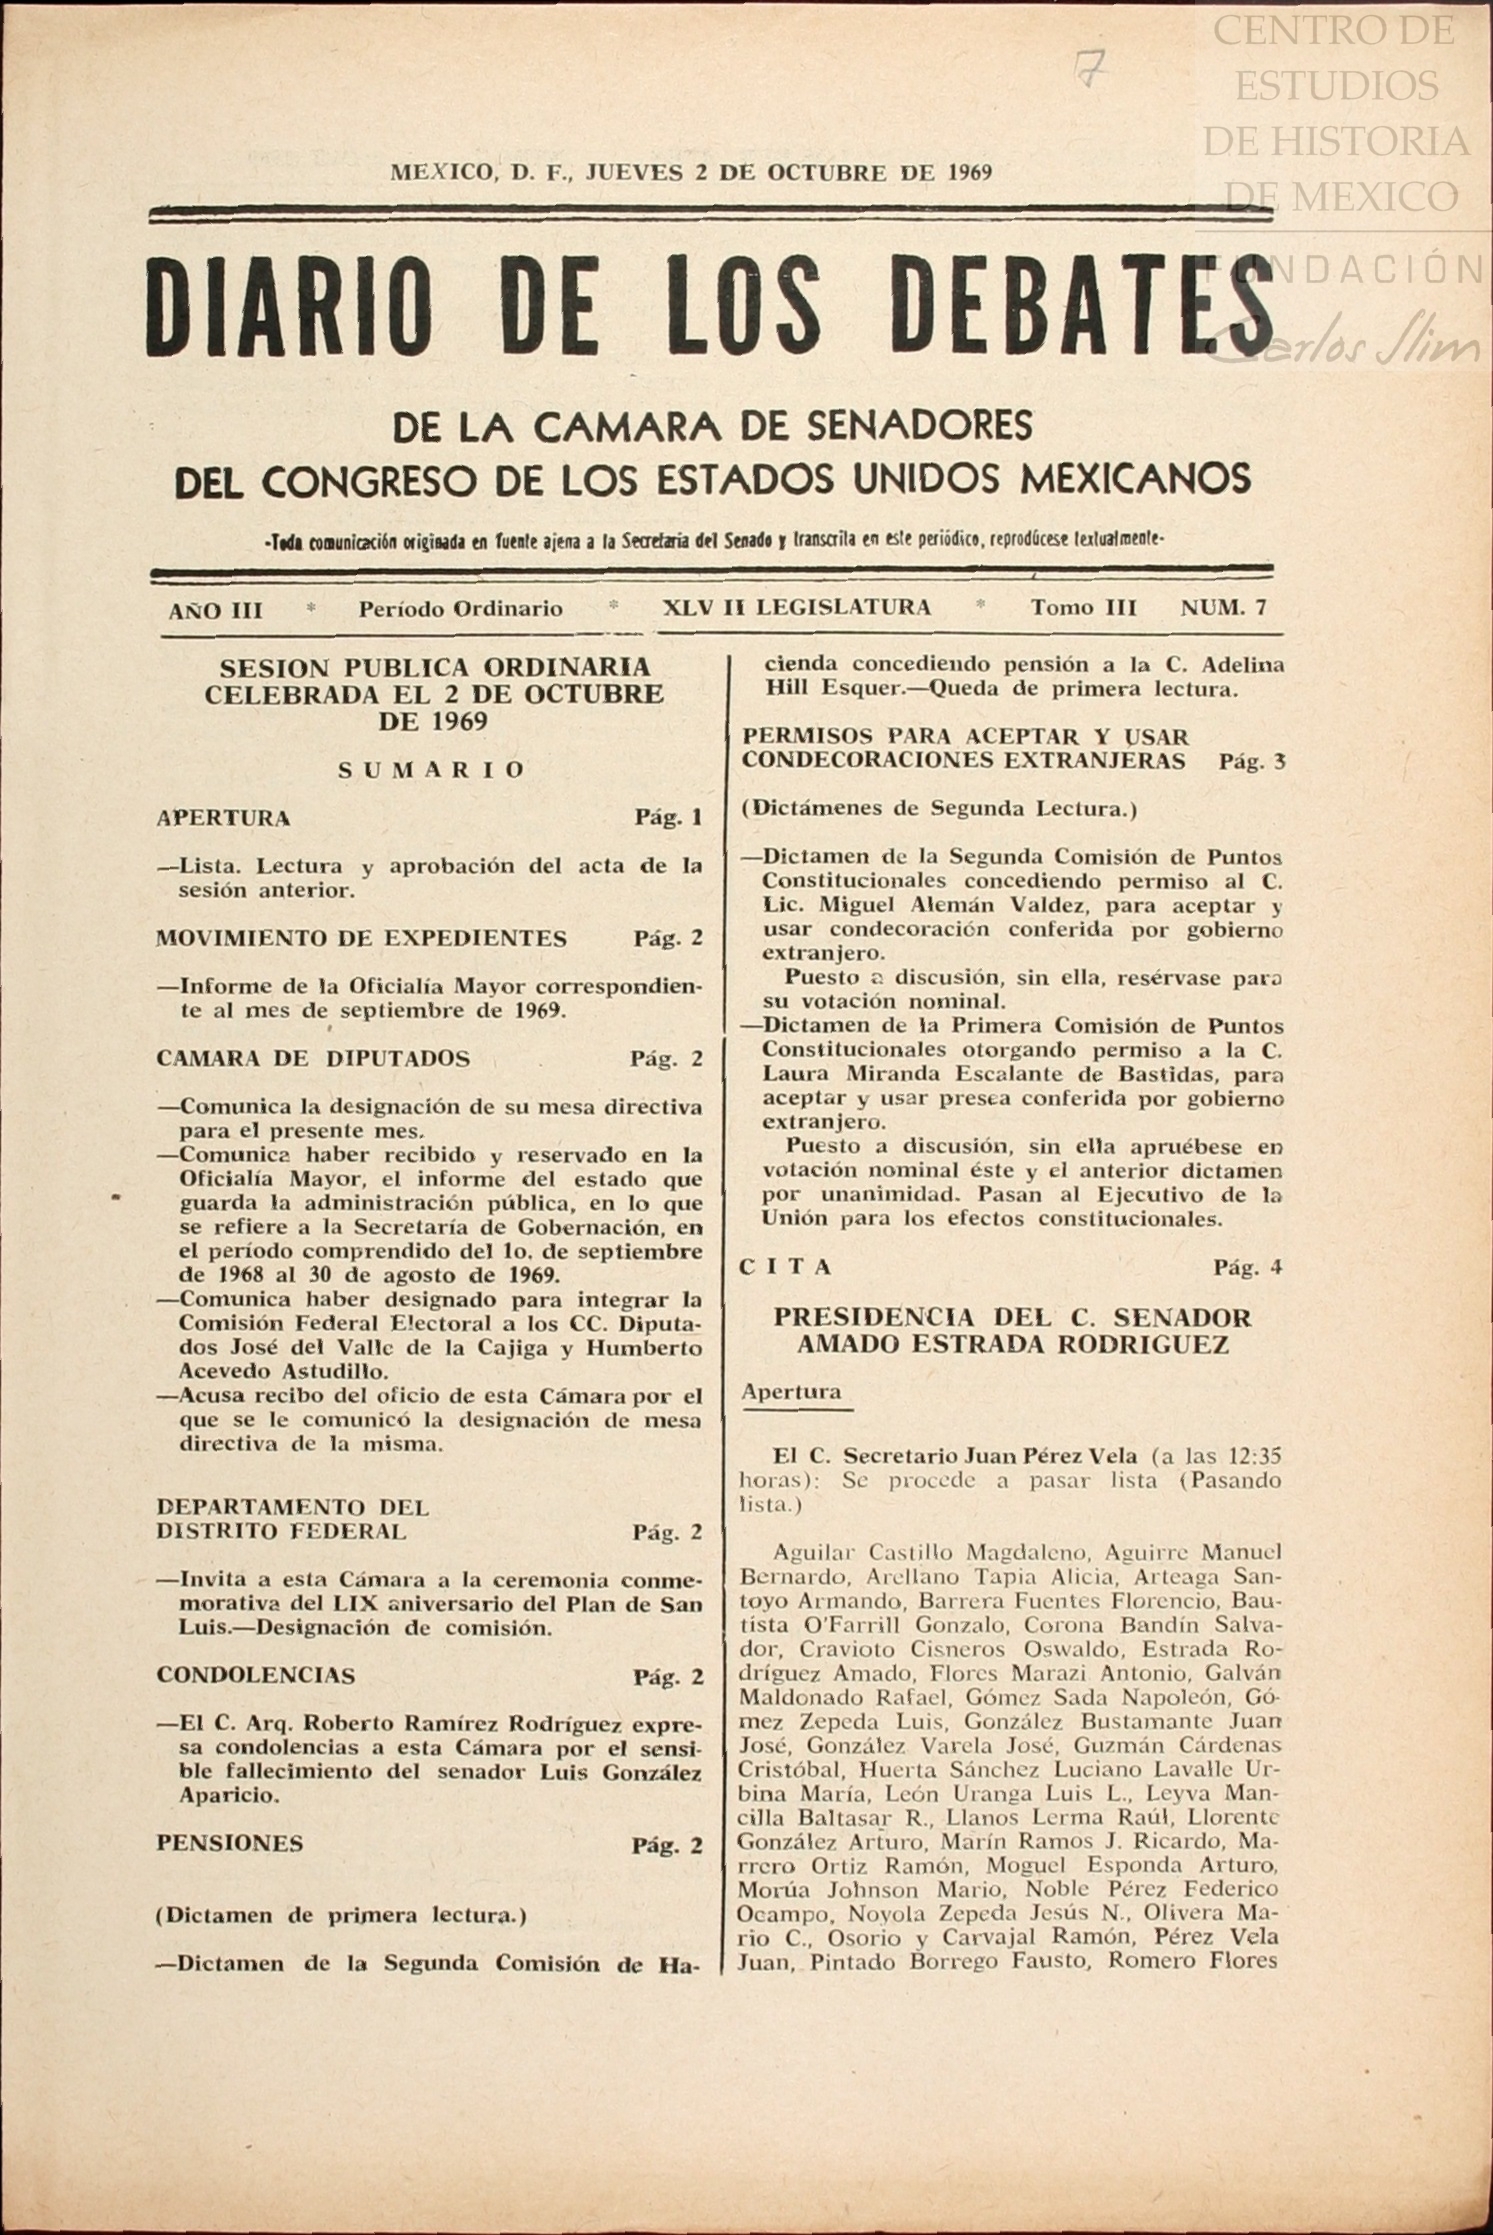 7
CENTRO DE
ESTUDIOS
DE HISTORIA
DE MEXICO
FUNDACIÓN
Carlos Slim
MEXICO, D. F., JUEVES 2 DE OCTUBRE DE 1969
DIARIO DE LOS DEBATES
DE LA CAMARA DE SENADORES
DEL CONGRESO DE LOS ESTADOS UNIDOS MEXICANOS
-Toda comunicación originada en fuente ajena a la Secretaría del Senado y transcrita en este periódico, reprodúcese textualmente-
AÑO III * Período Ordinario * XLV II LEGISLATURA * Tomo III NUM. 7
SESION PUBLICA ORDINARIA
CELEBRADA EL 2 DE OCTUBRE
DE 1969
S U M A R I O
APERTURA Pág. 1
—Lista. Lectura y aprobación del acta de la
sesión anterior.
MOVIMIENTO DE EXPEDIENTES Pág. 2
—Informe de la Oficialía Mayor correspondien-
te al mes de septiembre de 1969.
CAMARA DE DIPUTADOS Pág. 2
—Comunica la designación de su mesa directiva
para el presente mes.
—Comunica haber recibido y reservado en la
Oficialía Mayor, el informe del estado que
guarda la administración pública, en lo que
se refiere a la Secretaría de Gobernación, en
el período comprendido del 1o. de septiembre
de 1968 al 30 de agosto de 1969.
—Comunica haber designado para integrar la
Comisión Federal Electoral a los CC. Diputa-
dos José del Valle de la Cajiga y Humberto
Acevedo Astudillo.
—Acusa recibo del oficio de esta Cámara por el
que se le comunicó la designación de mesa
directiva de la misma.
DEPARTAMENTO DEL
DISTRITO FEDERAL Pág. 2
—Invita a esta Cámara a la ceremonia conme-
morativa del LIX aniversario del Plan de San
Luis.—Designación de comisión.
CONDOLENCIAS Pág. 2
—El C. Arq. Roberto Ramírez Rodríguez expre-
sa condolencias a esta Cámara por el sensi-
ble fallecimiento del senador Luis González
Aparicio.
PENSIONES Pág. 2
(Dictamen de primera lectura.)
—Dictamen de la Segunda Comisión de Ha-
cienda concediendo pensión a la C. Adelina
Hill Esquer.—Queda de primera lectura.
PERMISOS PARA ACEPTAR Y USAR
CONDECORACIONES EXTRANJERAS Pág. 3
(Dictámenes de Segunda Lectura.)
—Dictamen de la Segunda Comisión de Puntos
Constitucionales concediendo permiso al C.
Lic. Miguel Alemán Valdez, para aceptar y
usar condecoración conferida por gobierno
extranjero.
Puesto a discusión, sin ella, resérvase para
su votación nominal.
—Dictamen de la Primera Comisión de Puntos
Constitucionales otorgando permiso a la C.
Laura Miranda Escalante de Bastidas, para
aceptar y usar presea conferida por gobierno
extranjero.
Puesto a discusión, sin ella apruébese en
votación nominal éste y el anterior dictamen
por unanimidad. Pasan al Ejecutivo de la
Unión para los efectos constitucionales.
C I T A Pág. 4
PRESIDENCIA DEL C. SENADOR
AMADO ESTRADA RODRIGUEZ
Apertura
El C. Secretario Juan Pérez Vela (a las 12:35
horas): Se procede a pasar lista (Pasando
lista.)
Aguilar Castillo Magdaleno, Aguirre Manuel
Bernardo, Arellano Tapia Alicia, Arteaga San-
toyo Armando, Barrera Fuentes Florencio, Bau-
tista O'Farrill Gonzalo, Corona Bandín Salva-
dor, Cravioto Cisneros Oswaldo, Estrada Ro-
dríguez Amado, Flores Marazi Antonio, Galván
Maldonado Rafael, Gómez Sada Napoleón, Gó-
mez Zepeda Luis, González Bustamante Juan
José, González Varela José, Guzmán Cárdenas
Cristóbal, Huerta Sánchez Luciano Lavalle Ur-
bina María, León Uranga Luis L., Leyva Man-
cilla Baltasar R., Llanos Lerma Raúl, Llorente
González Arturo, Marín Ramos J. Ricardo, Ma-
rrero Ortiz Ramón, Moguel Esponda Arturo,
Morúa Johnson Mario, Noble Pérez Federico
Ocampo, Noyola Zepeda Jesús N., Olivera Ma-
rio C., Osorio y Carvajal Ramón, Pérez Vela
Juan, Pintado Borrego Fausto, Romero Flores